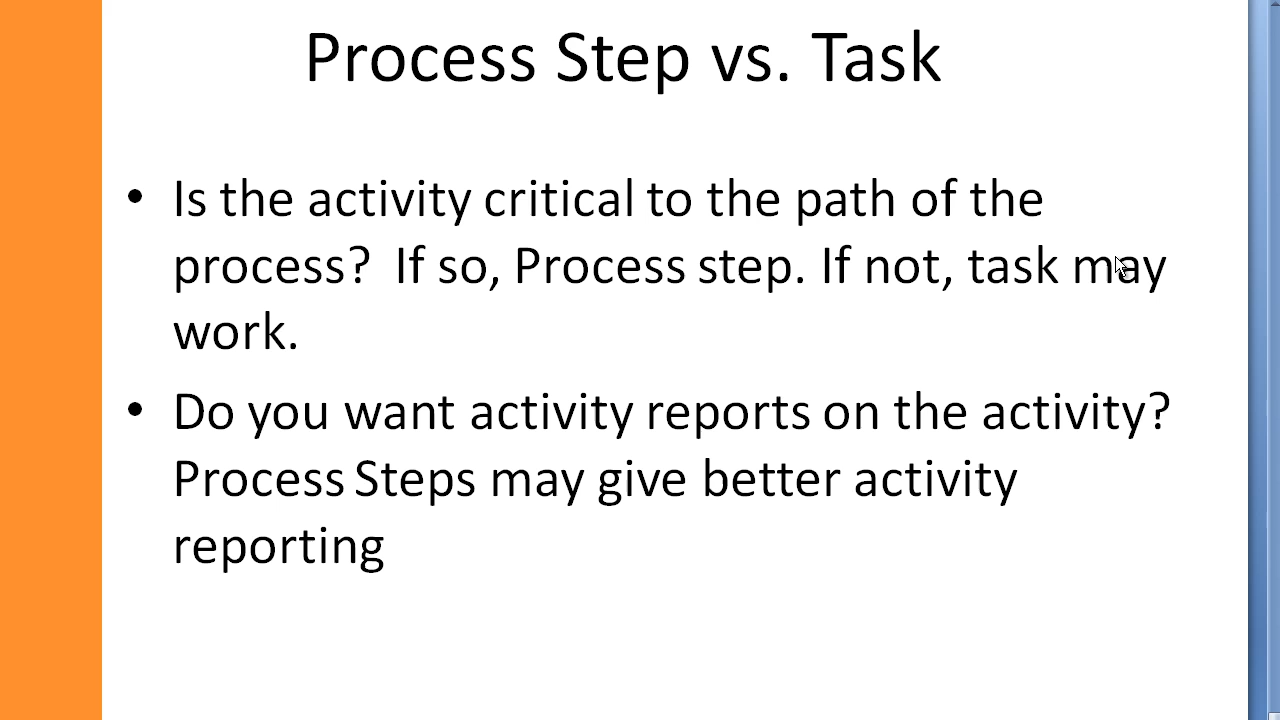 Process Step vs. Task
• Is the activity critical to the path of the
process?  If so, Process step. If not, task may
work.
• Do you want activity reports on the activity?
Process Steps may give better activity
reporting